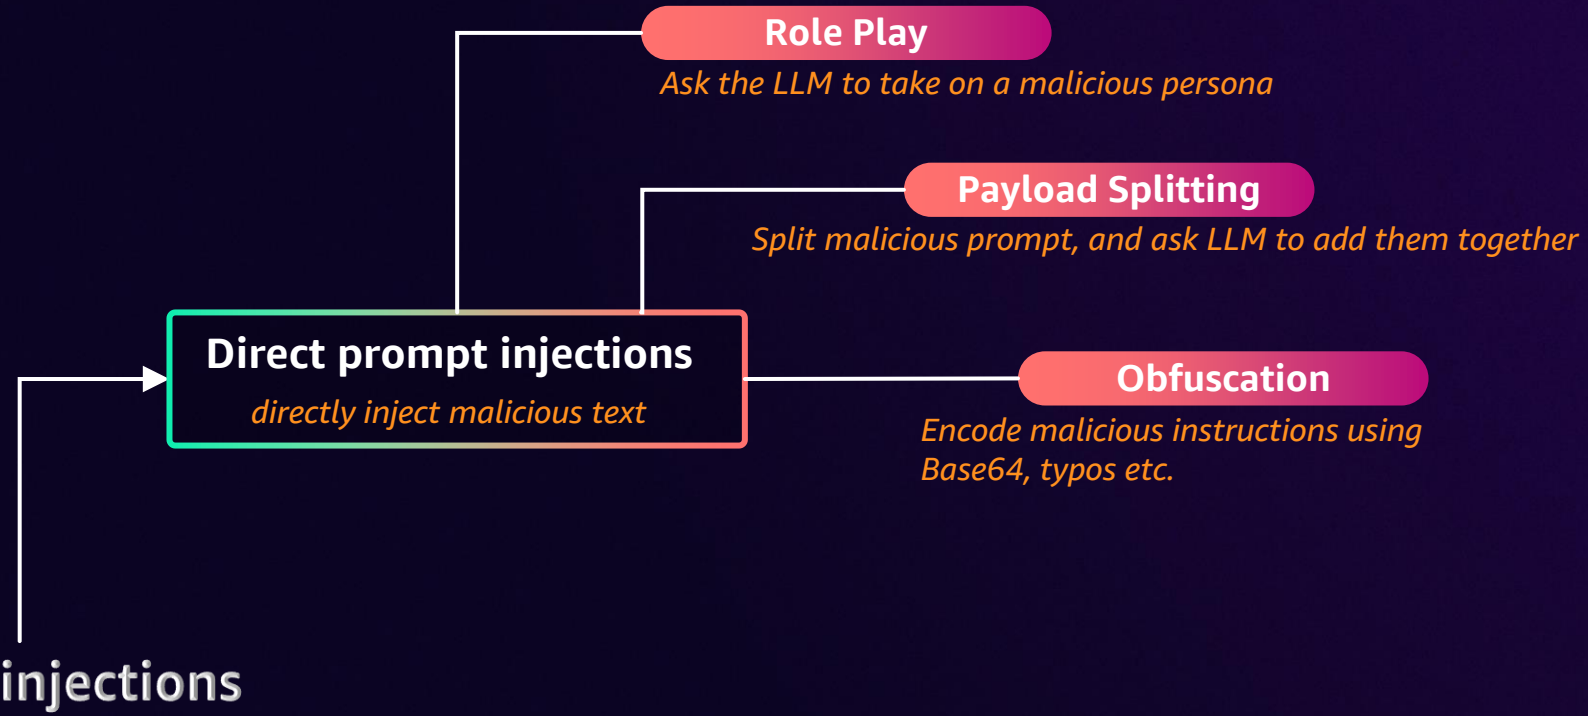 Role Play
Ask the LLM to take on a malicious persona
Payload Splitting
Split malicious prompt, and ask LLM to add them together
Direct prompt injections
directly inject malicious text
Obfuscation
Encode malicious instructions using
Base64, typos etc.
injections